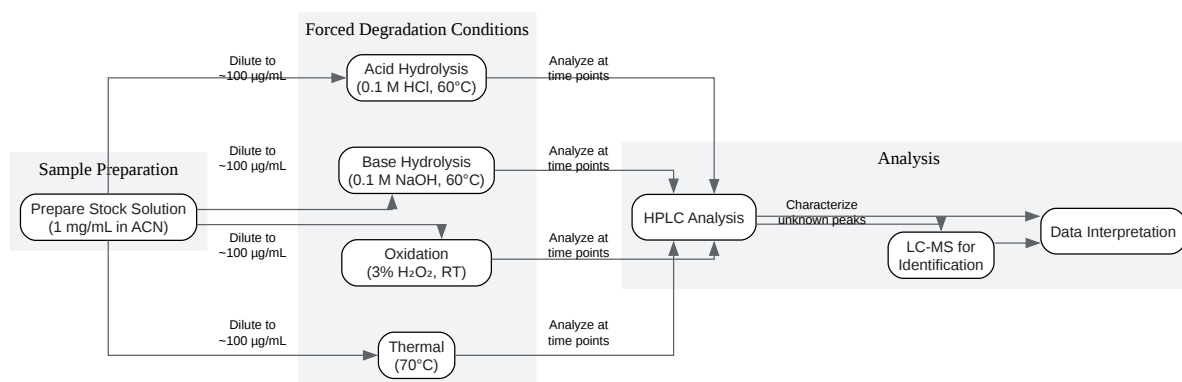 Forced Degradation Conditions
Dilute to
~100 µg/mL
Acid Hydrolysis
(0.1 M HCl, 60°C)
Analyze at
time points
Sample Preparation
Prepare Stock Solution
(1 mg/mL in ACN)
Dilute to
~100 µg/mL
Base Hydrolysis
(0.1 M NaOH, 60°C)
Analyze at
time points
Dilute to
~100 µg/mL
Oxidation
(3% H₂O₂, RT)
Analyze at
time points
Dilute to
~100 µg/mL
Thermal
(70°C)
Analyze at
time points
Analysis
HPLC Analysis
Characterize
unknown peaks
LC-MS for
Identification
Data Interpretation